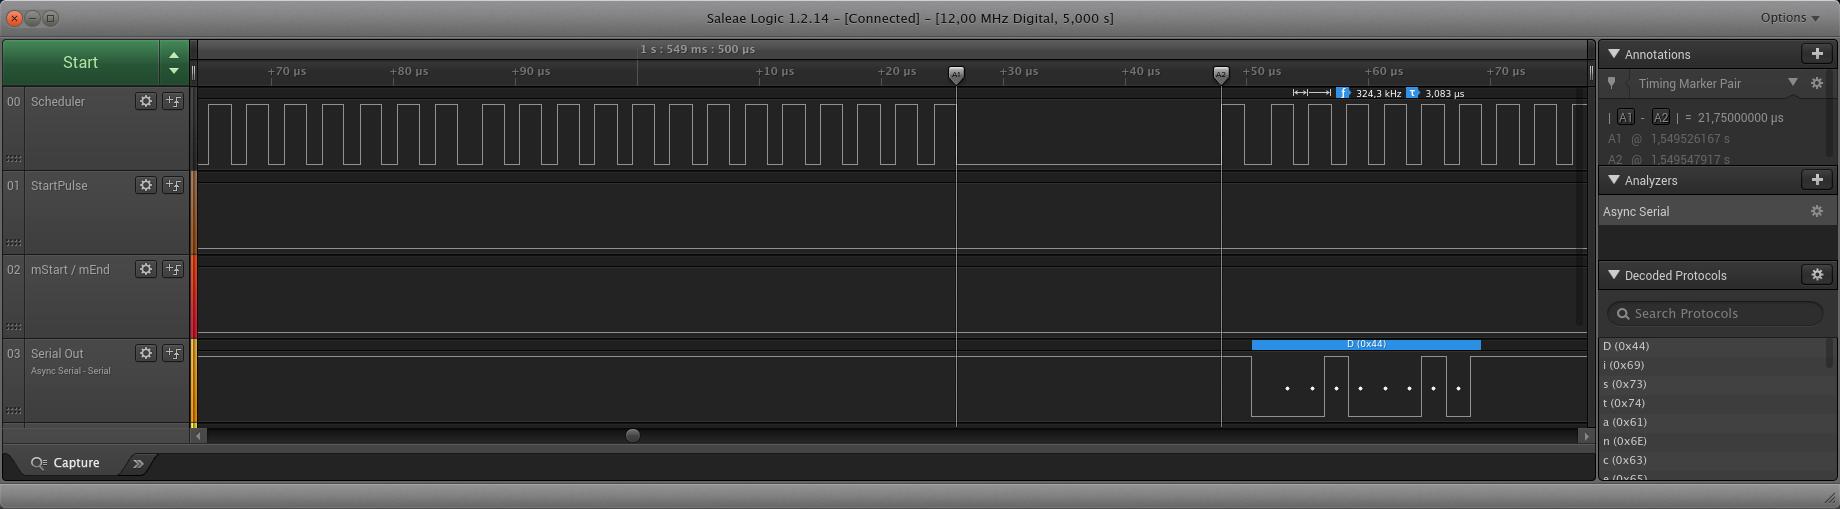 Saleae Logic 1.2.14 - [Connected] - [12,00 MHz Digital, 5,000 s]
Options
Start
1 s : 549 ms : 500 µs
+70 µs +80 µs +90 µs +10 µs +20 µs +30 µs +40 µs +50 µs +60 µs +70 µs
A1 A2
00 Scheduler
f 324,3 kHz τ 3,083 µs
01 StartPulse
02 mStart / mEnd
03 Serial Out
Async Serial - Serial
D (0x44)
Capture
Annotations
Timing Marker Pair
| A1 - A2 | = 21,75000000 µs
A1 @ 1,549526167 s
A2 @ 1,549547917 s
Analyzers
Async Serial
Decoded Protocols
Search Protocols
D (0x44)
i (0x69)
s (0x73)
t (0x74)
a (0x61)
n (0x6E)
c (0x63)
e (0x65)